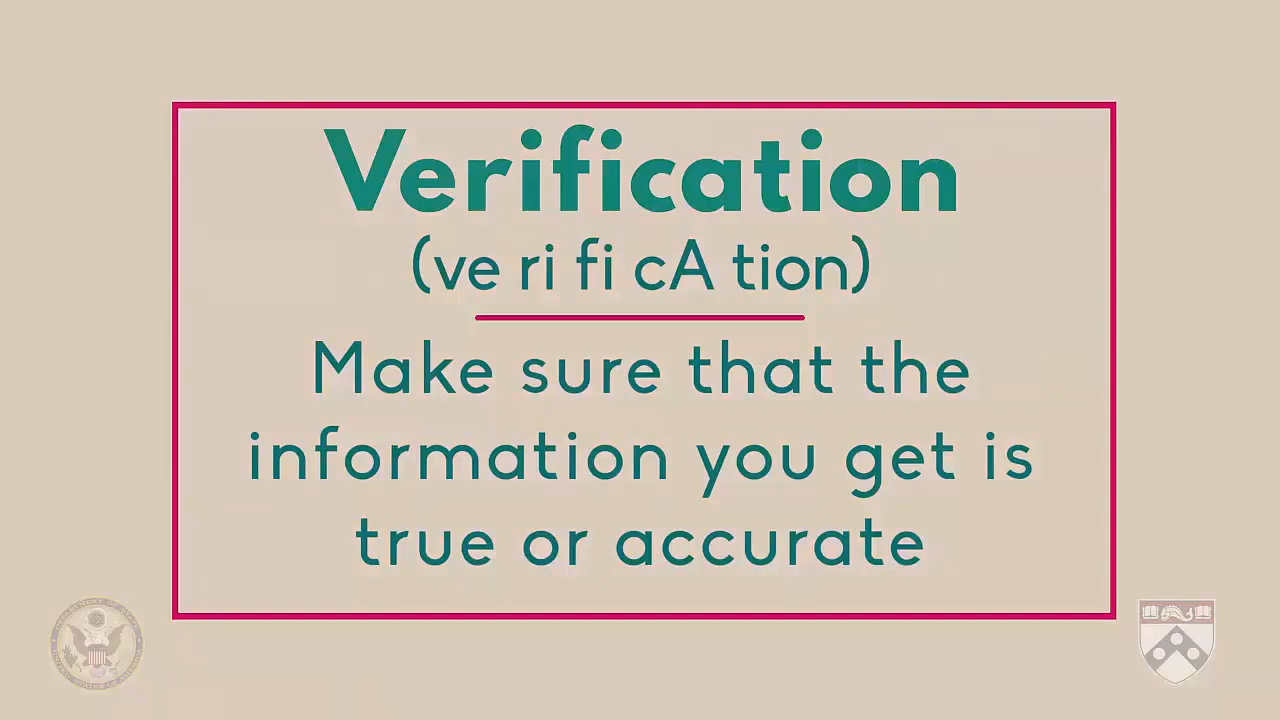 Verification
(ve ri fi cA tion)
Make sure that the
information you get is
true or accurate